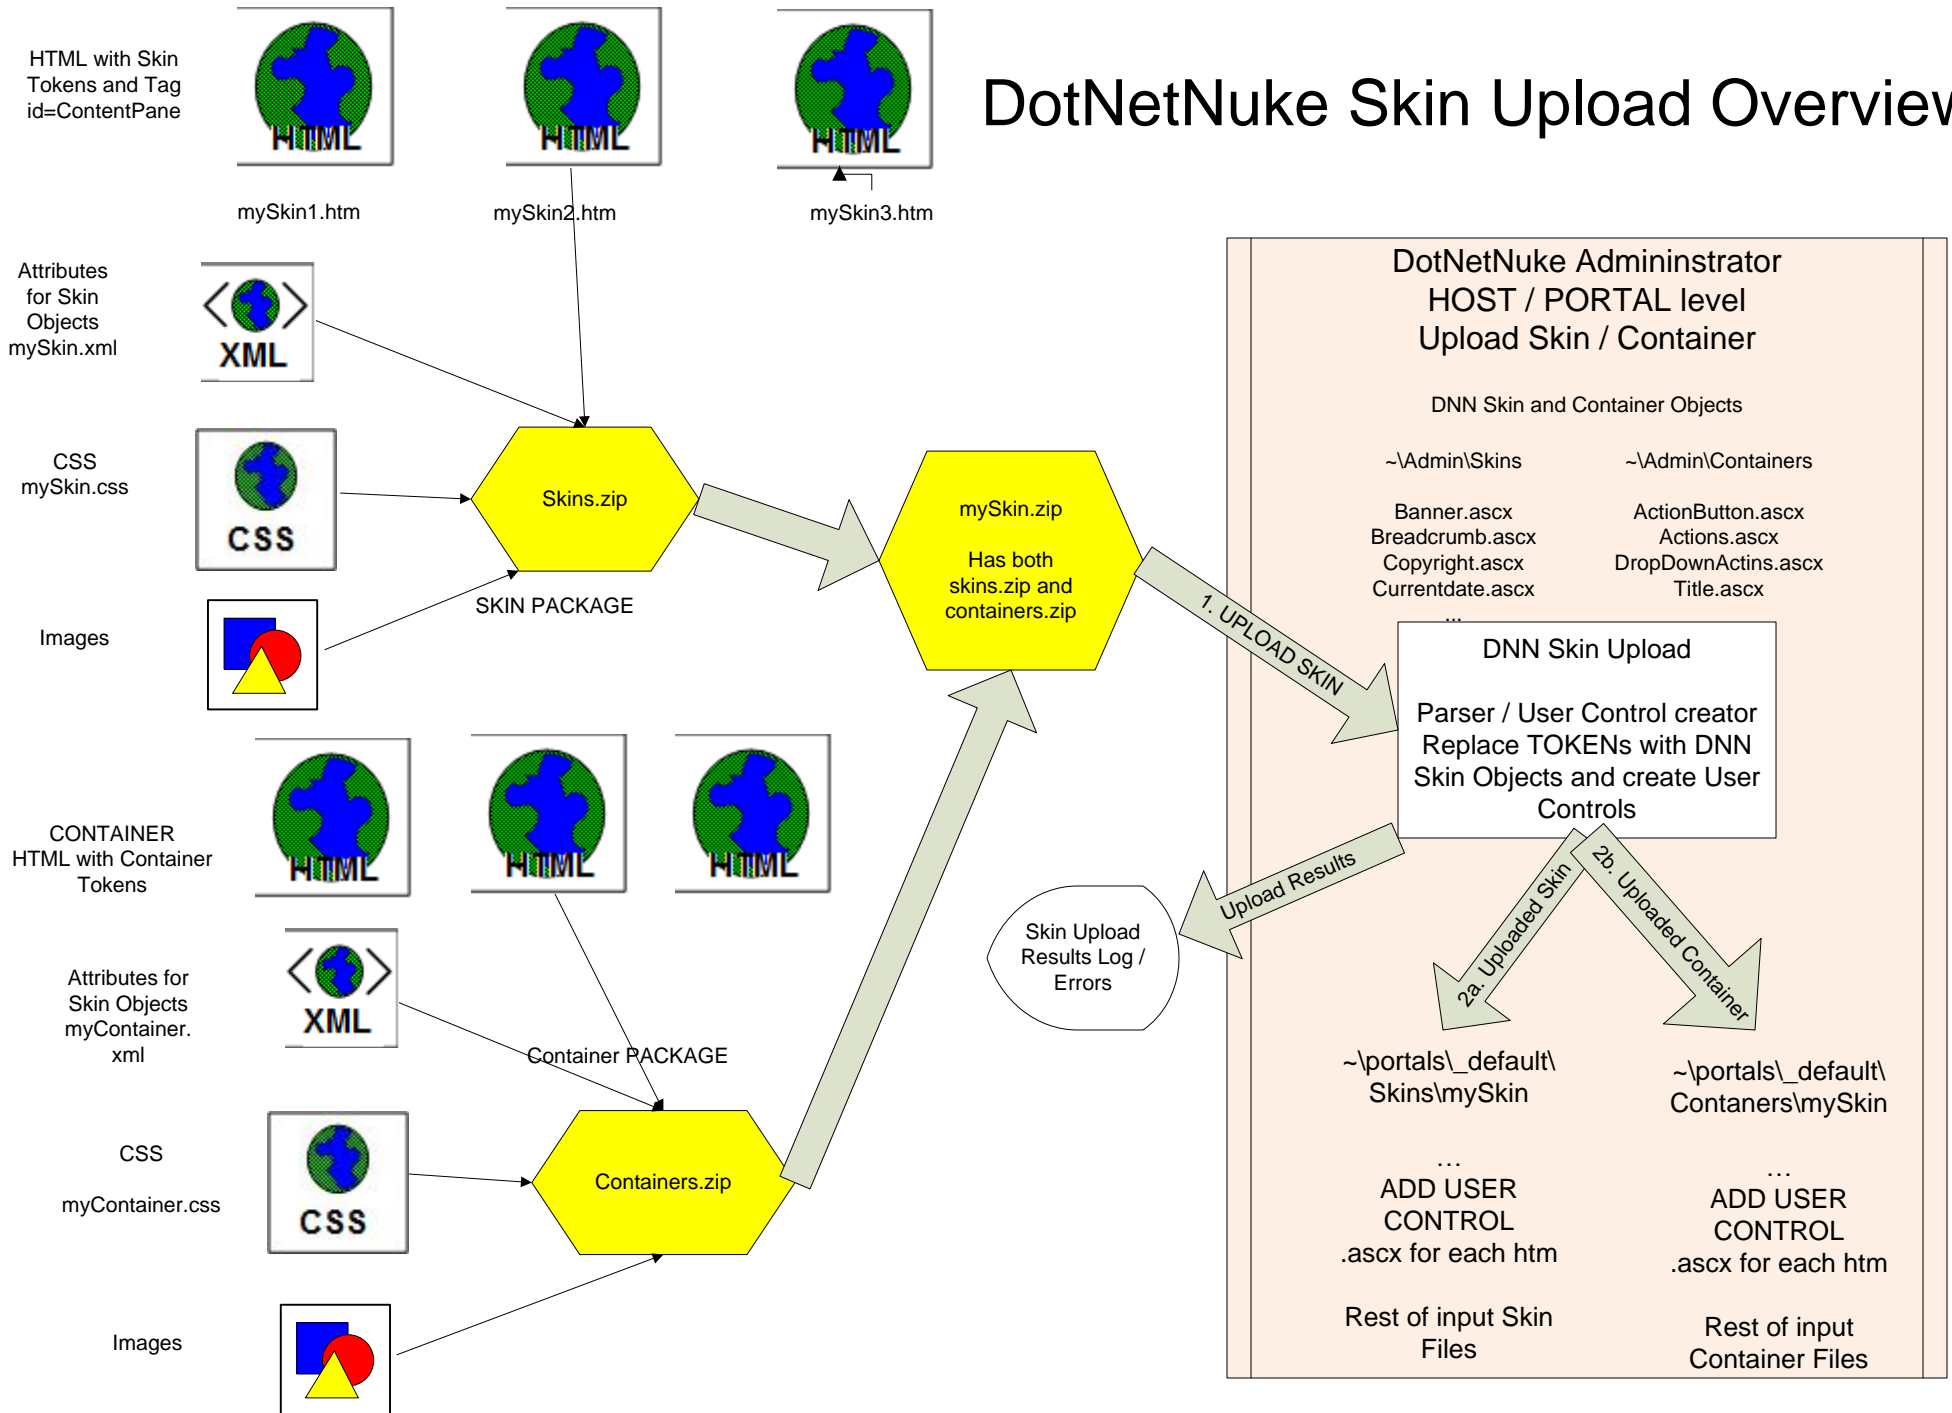 HTML with Skin
Tokens and Tag
id=ContentPane
HTML
HTML
HTML
DotNetNuke Skin Upload Overview
mySkin1.htm
mySkin2.htm
mySkin3.htm
Attributes
for Skin
Objects
mySkin.xml
XML
CSS
mySkin.css
CSS
Images
Skins.zip
SKIN PACKAGE
mySkin.zip
Has both
skins.zip and
containers.zip
1. UPLOAD SKIN
DotNetNuke Admininstrator
HOST / PORTAL level
Upload Skin / Container
DNN Skin and Container Objects
~\Admin\Skins
Banner.ascx
Breadcrumb.ascx
Copyright.ascx
Currentdate.ascx
...
~\Admin\Containers
ActionButton.ascx
Actions.ascx
DropDownActins.ascx
Title.ascx
DNN Skin Upload
Parser / User Control creator
Replace TOKENs with DNN
Skin Objects and create User
Controls
CONTAINER
HTML with Container
Tokens
HTML
HTML
HTML
Attributes for
Skin Objects
myContainer.
xml
XML
Container PACKAGE
CSS
myContainer.css
CSS
Containers.zip
Images
Upload Results
Skin Upload
Results Log /
Errors
2a. Uploaded Skin
2b. Uploaded Container
~\portals\_default\
Skins\mySkin
...
ADD USER
CONTROL
.ascx for each htm
Rest of input Skin
Files
~\portals\_default\
Contaners\mySkin
...
ADD USER
CONTROL
.ascx for each htm
Rest of input
Container Files